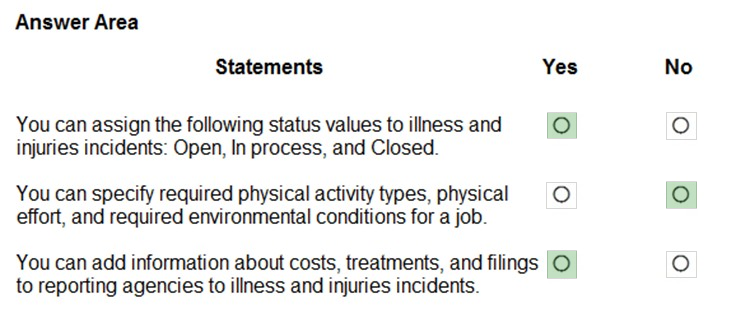 Answer Area
Statements Yes No
You can assign the following status values to illness and
injuries incidents: Open, In process, and Closed.
You can specify required physical activity types, physical
effort, and required environmental conditions for a job.
You can add information about costs, treatments, and filings
to reporting agencies to illness and injuries incidents.